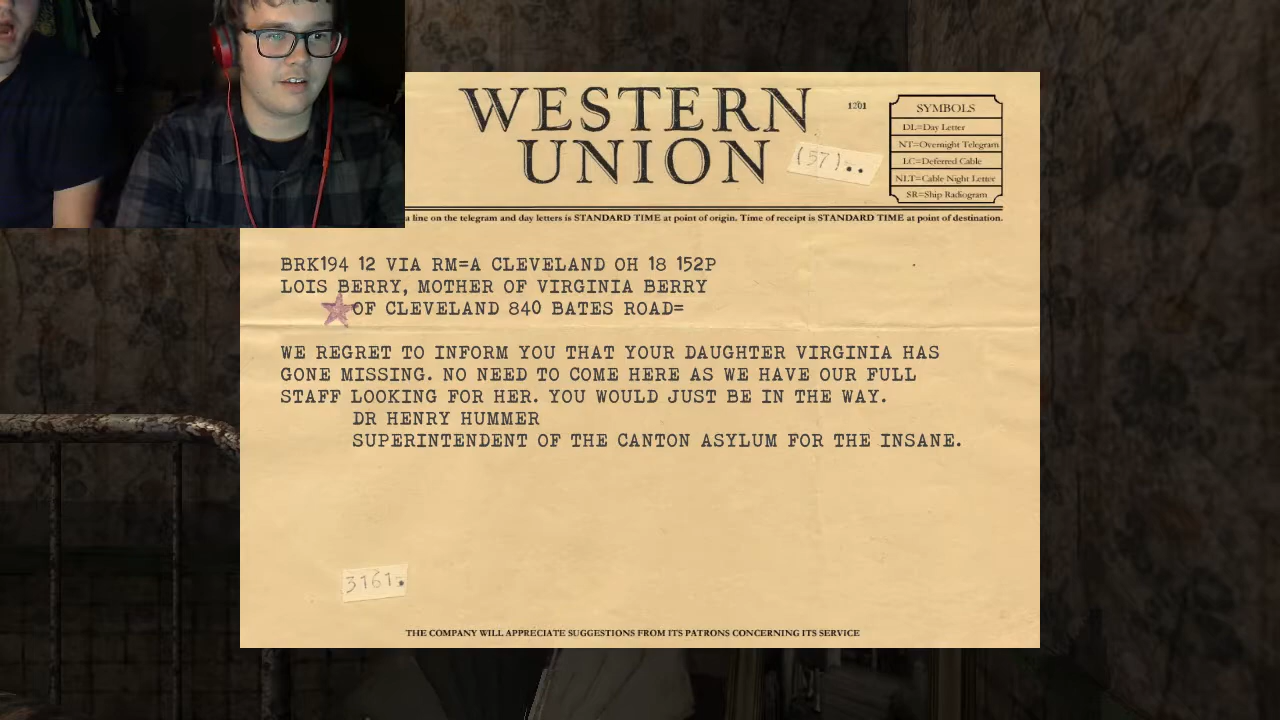 WESTERN
UNION
1201
(57)..
SYMBOLS
DL=Day Letter
NT=Overnight Telegram
LC=Deferred Cable
NLT=Cable Night Letter
SR=Ship Radiogram
a line on the telegram and day letters is STANDARD TIME at point of origin. Time of receipt is STANDARD TIME at point of destination.
BRK194 12 VIA RM=A CLEVELAND OH 18 152P
LOIS BERRY, MOTHER OF VIRGINIA BERRY
OF CLEVELAND 840 BATES ROAD=
WE REGRET TO INFORM YOU THAT YOUR DAUGHTER VIRGINIA HAS
GONE MISSING. NO NEED TO COME HERE AS WE HAVE OUR FULL
STAFF LOOKING FOR HER. YOU WOULD JUST BE IN THE WAY.
DR HENRY HUMMER
SUPERINTENDENT OF THE CANTON ASYLUM FOR THE INSANE.
3161.
THE COMPANY WILL APPRECIATE SUGGESTIONS FROM ITS PATRONS CONCERNING ITS SERVICE